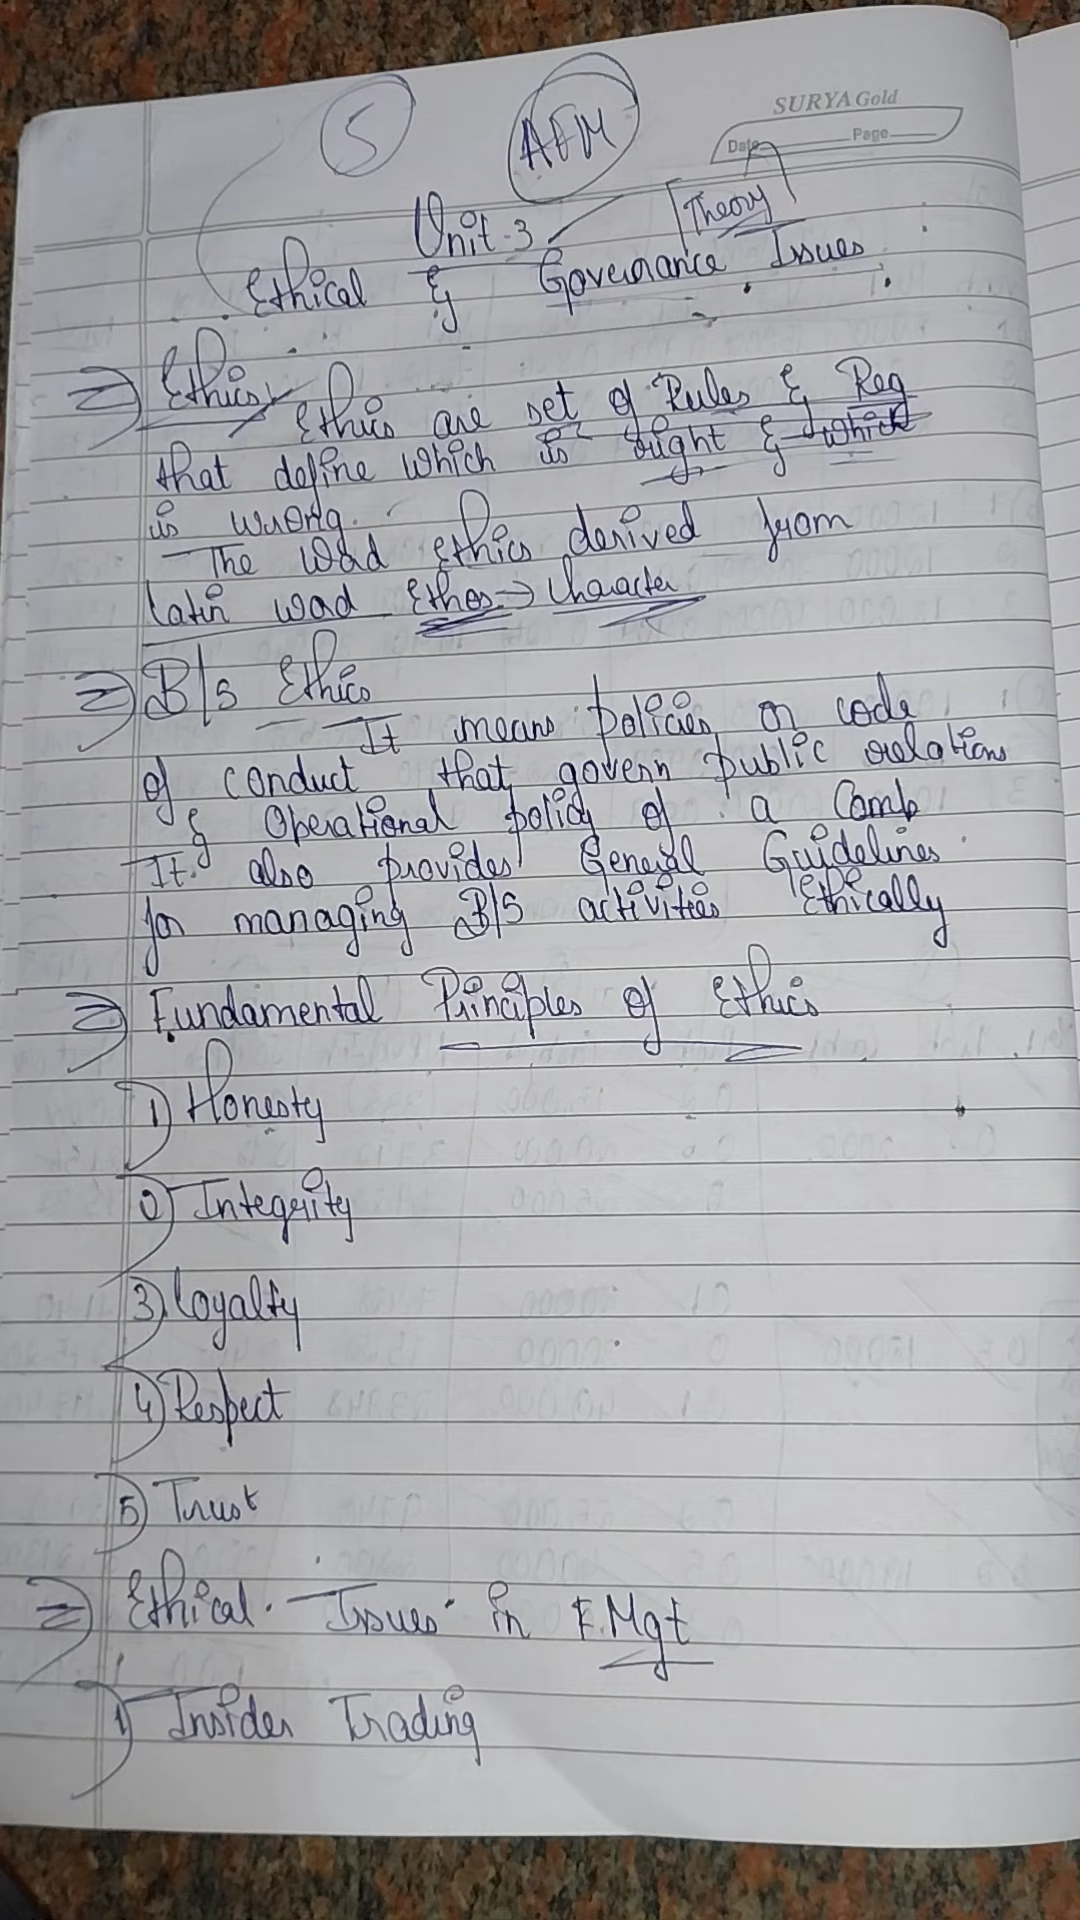 S
AFM
SURYA Gold
Date Page
Theory
Unit-3
Ethical & Governance Issues
Ethics
Ethics are set of Rules & Reg
that define which is right & which
is wrong.
- The word ethics derived from
Latin word Ethos → Character
B/s Ethics
It means policies or code
of conduct that govern public relations
& Operational policy of a Comp
It also provides General Guidelines
for managing B/S activities Ethically
Fundamental Principles of Ethics
1) Honesty
2) Integrity
3) Loyalty
4) Respect
5) Trust
Ethical Issues in F.Mgt
1) Insider Trading